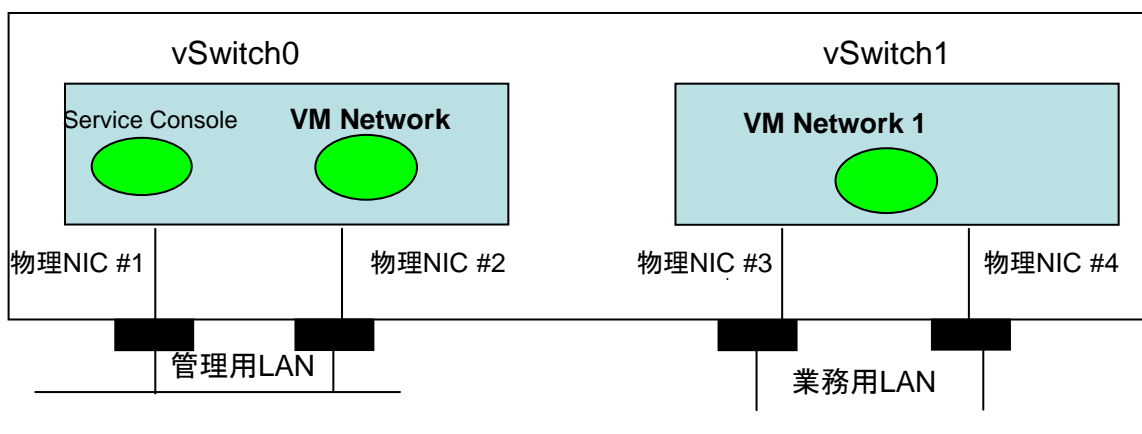 vSwitch0
vSwitch1
Service Console
VM Network
VM Network 1
物理NIC #1
物理NIC #2
物理NIC #3
物理NIC #4
管理用LAN
業務用LAN